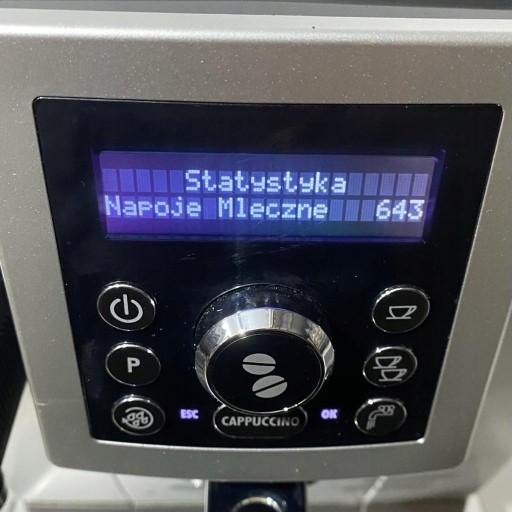 Statystyka
Napoje Mleczne 643
P
ESC
CAPPUCCINO
OK